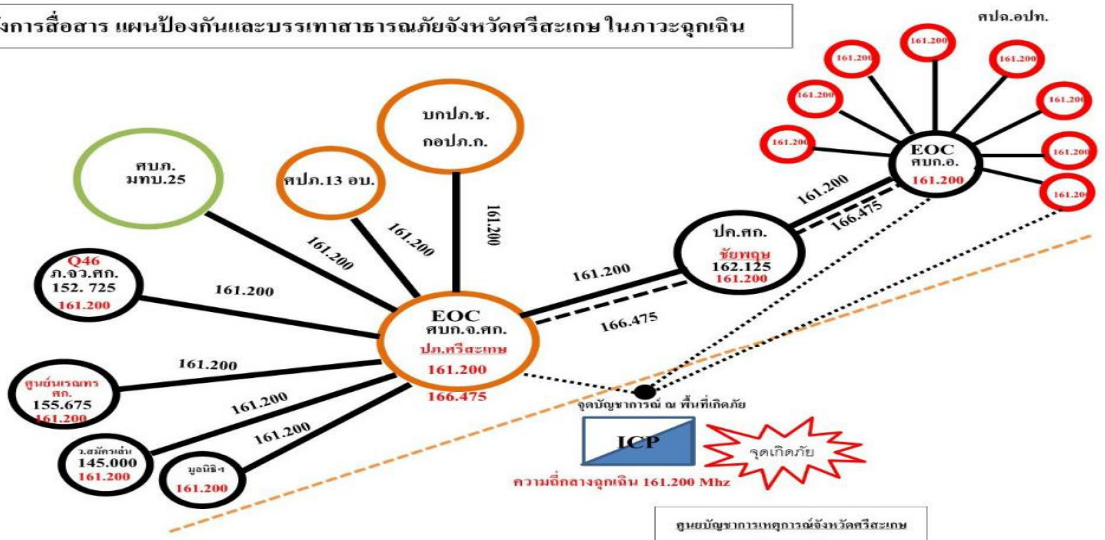 งการสื่อสาร แผนป้องกันและบรรเทาสาธารณภัยจังหวัดศรีสะเกษ ในภาวะฉุกเฉิน
ศปฉ.อปท.
161.200
161.200
161.200
161.200
161.200
161.200
161.200
161.200
EOC
ศบก.อ.
161.200
บกปภ.ช.
กอปภ.ก.
ศบภ.
มทบ.25
ศปภ.13 อบ.
161.200
161.200
161.200
161.200
166.475
ปค.ศก.
ชัยพฤษ
162.125
161.200
Q46
ภ.จว.ศก.
152. 725
161.200
161.200
161.200
166.475
EOC
ศบก.จ.ศก.
ปภ.ศรีสะเกษ
161.200
166.475
ศูนย์นเรณทร
ศก.
155.675
161.200
161.200
161.200
161.200
ว.สมัครเล่น
145.000
161.200
มูลนิธิฯ
161.200
จุดบัญชาการณ์ ณ พื้นที่เกิดภัย
ICP
จุดเกิดภัย
ความถี่กลางฉุกเฉิน 161.200 Mhz
ศูนยบัญชาการเหตุการณ์จังหวัดศรีสะเกษ